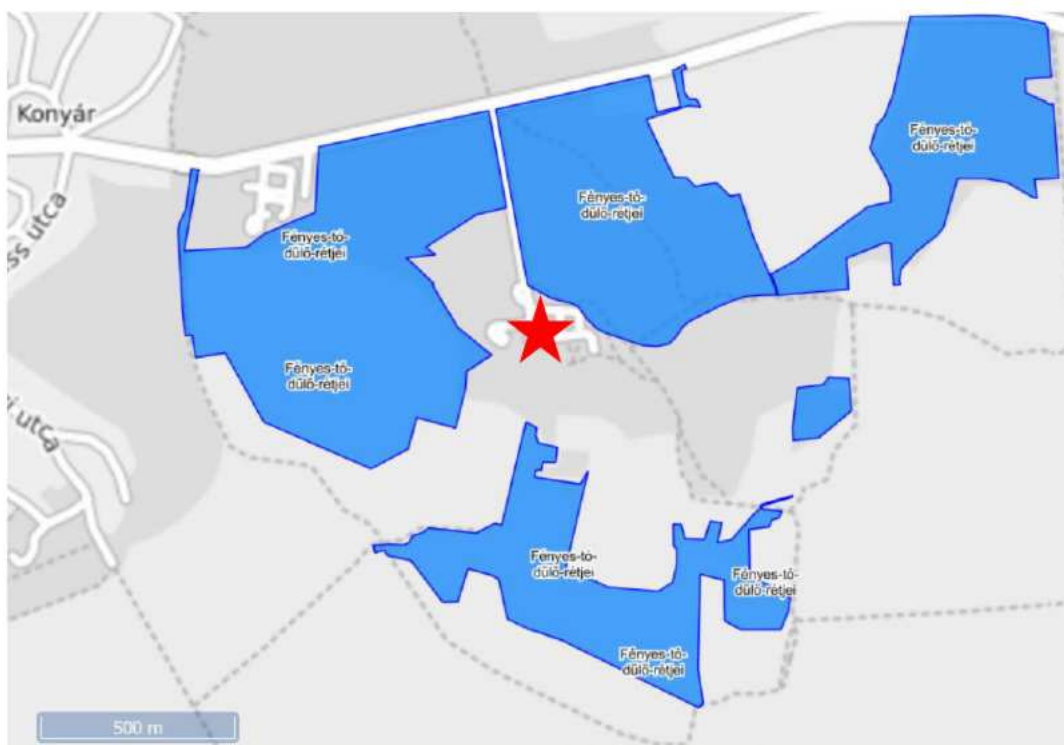 Konyár
Fényes-tó-
dűlő-rétjei
Fényes-tó-
dűlő-rétjei
Fényes-tó-
dűlő-rétjei
ss utca
Fényes-tó-
dűlő-rétjei
i utca
Fényes-tó-
dűlő-rétjei
Fényes-tó-
dűlő-rétjei
Fényes-tó-
dűlő-rétjei
500 m